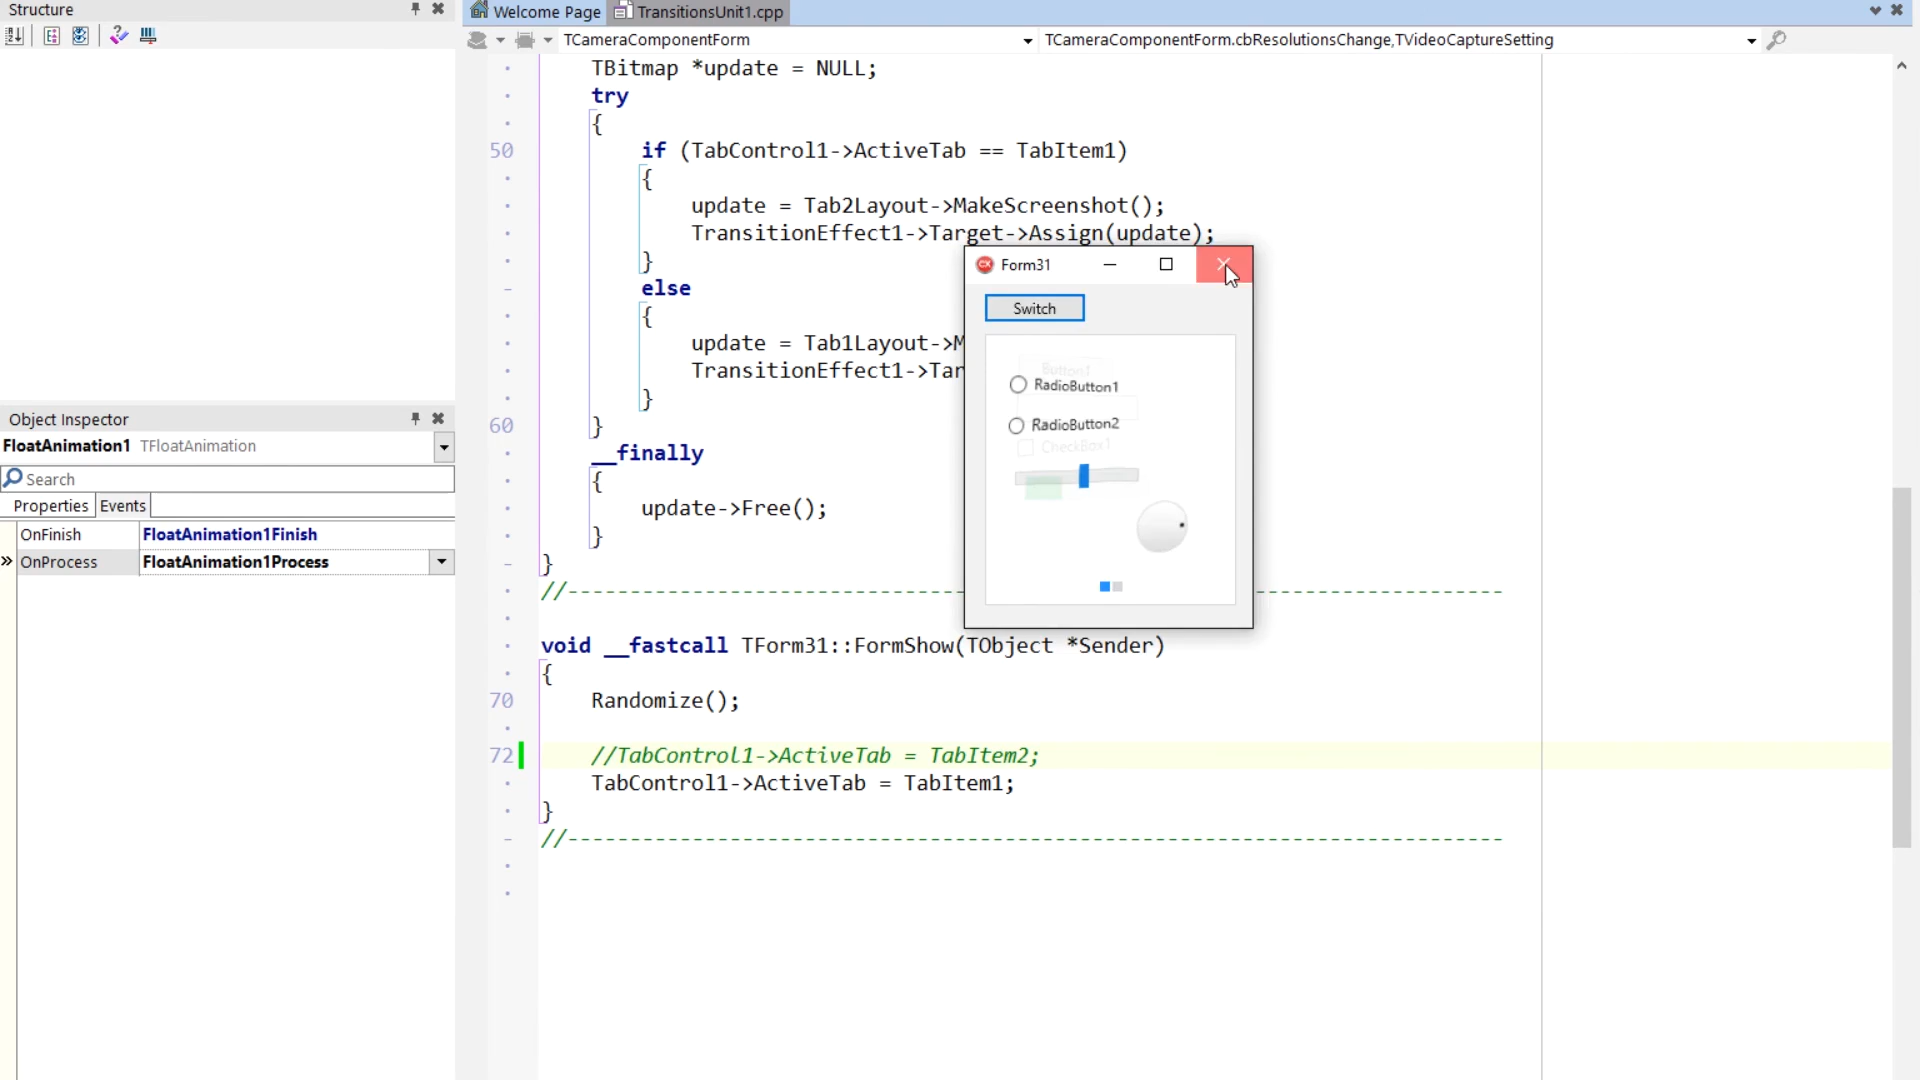 Structure
Welcome Page
TransitionsUnit1.cpp
TCameraComponentForm
TCameraComponentForm.cbResolutionsChange,TVideoCaptureSetting
TBitmap *update = NULL;
try
{
50 if (TabControl1->ActiveTab == TabItem1)
{
update = Tab2Layout->MakeScreenshot();
TransitionEffect1->Target->Assign(update);
}
else
{
update = Tab1Layout->M
TransitionEffect1->Tar
}
60 }
__finally
{
update->Free();
}
}
//----------------------------------------------------------------------
void __fastcall TForm31::FormShow(TObject *Sender)
{
70 Randomize();
72 //TabControl1->ActiveTab = TabItem2;
TabControl1->ActiveTab = TabItem1;
}
//----------------------------------------------------------------------
Form31
Switch
Button1
RadioButton1
RadioButton2
CheckBox1
Object Inspector
FloatAnimation1 TFloatAnimation
Search
Properties Events
OnFinish FloatAnimation1Finish
OnProcess FloatAnimation1Process